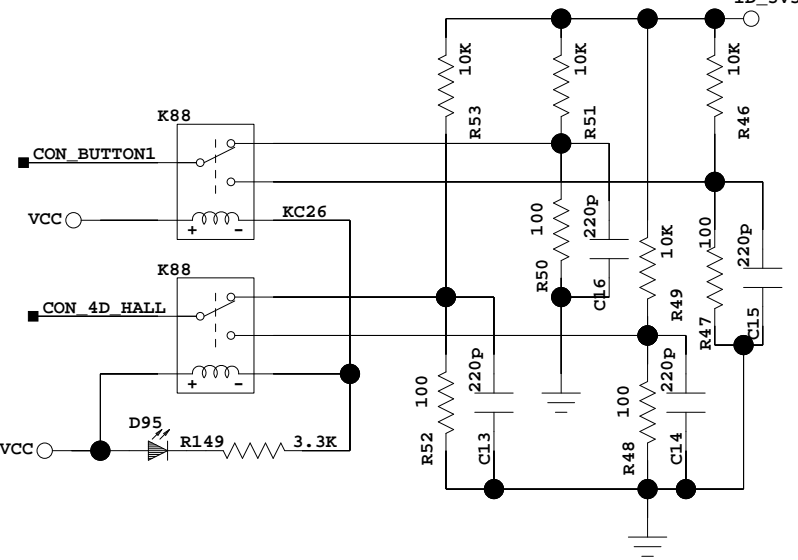 10K
R53
10K
R51
10K
R46
K88
CON_BUTTON1
VCC
+
-
KC26
100
R50
220p
C16
10K
R49
100
R47
220p
C15
K88
CON_4D_HALL
+
-
100
R52
220p
C13
100
R48
220p
C14
D95
VCC
R149
3.3K